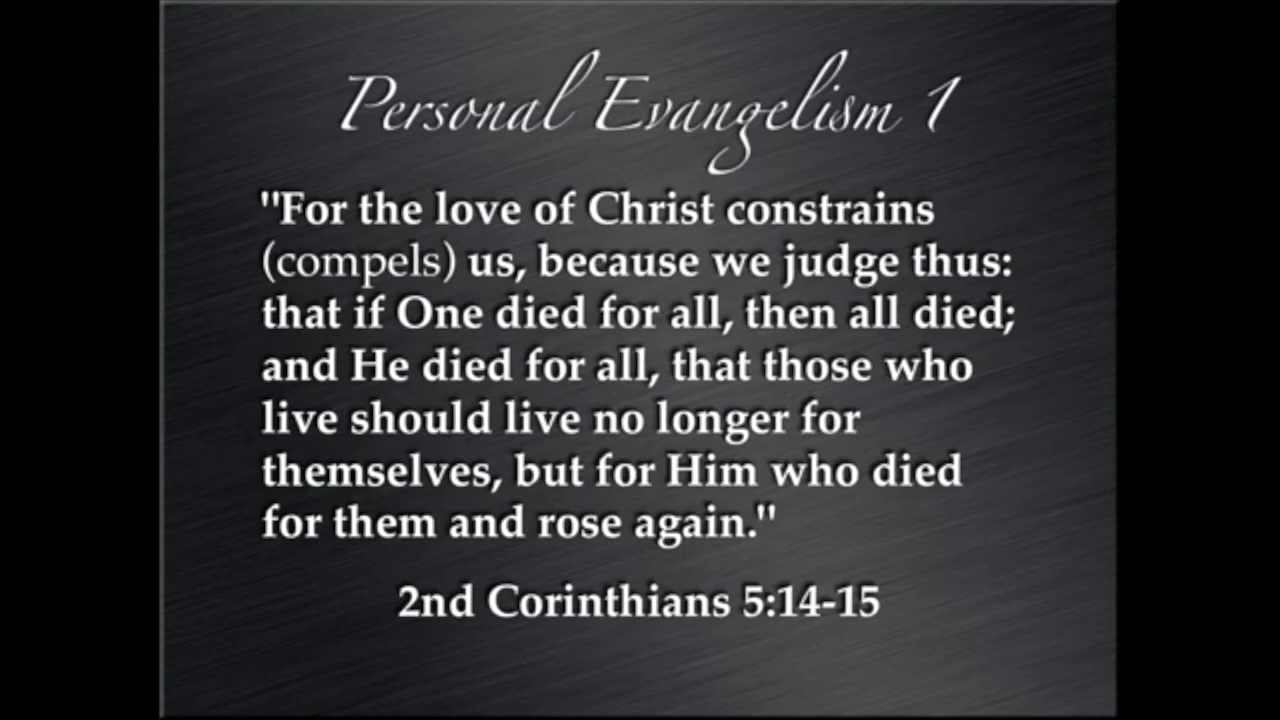 Personal Evangelism 1
"For the love of Christ constrains
(compels) us, because we judge thus:
that if One died for all, then all died;
and He died for all, that those who
live should live no longer for
themselves, but for Him who died
for them and rose again."
2nd Corinthians 5:14-15